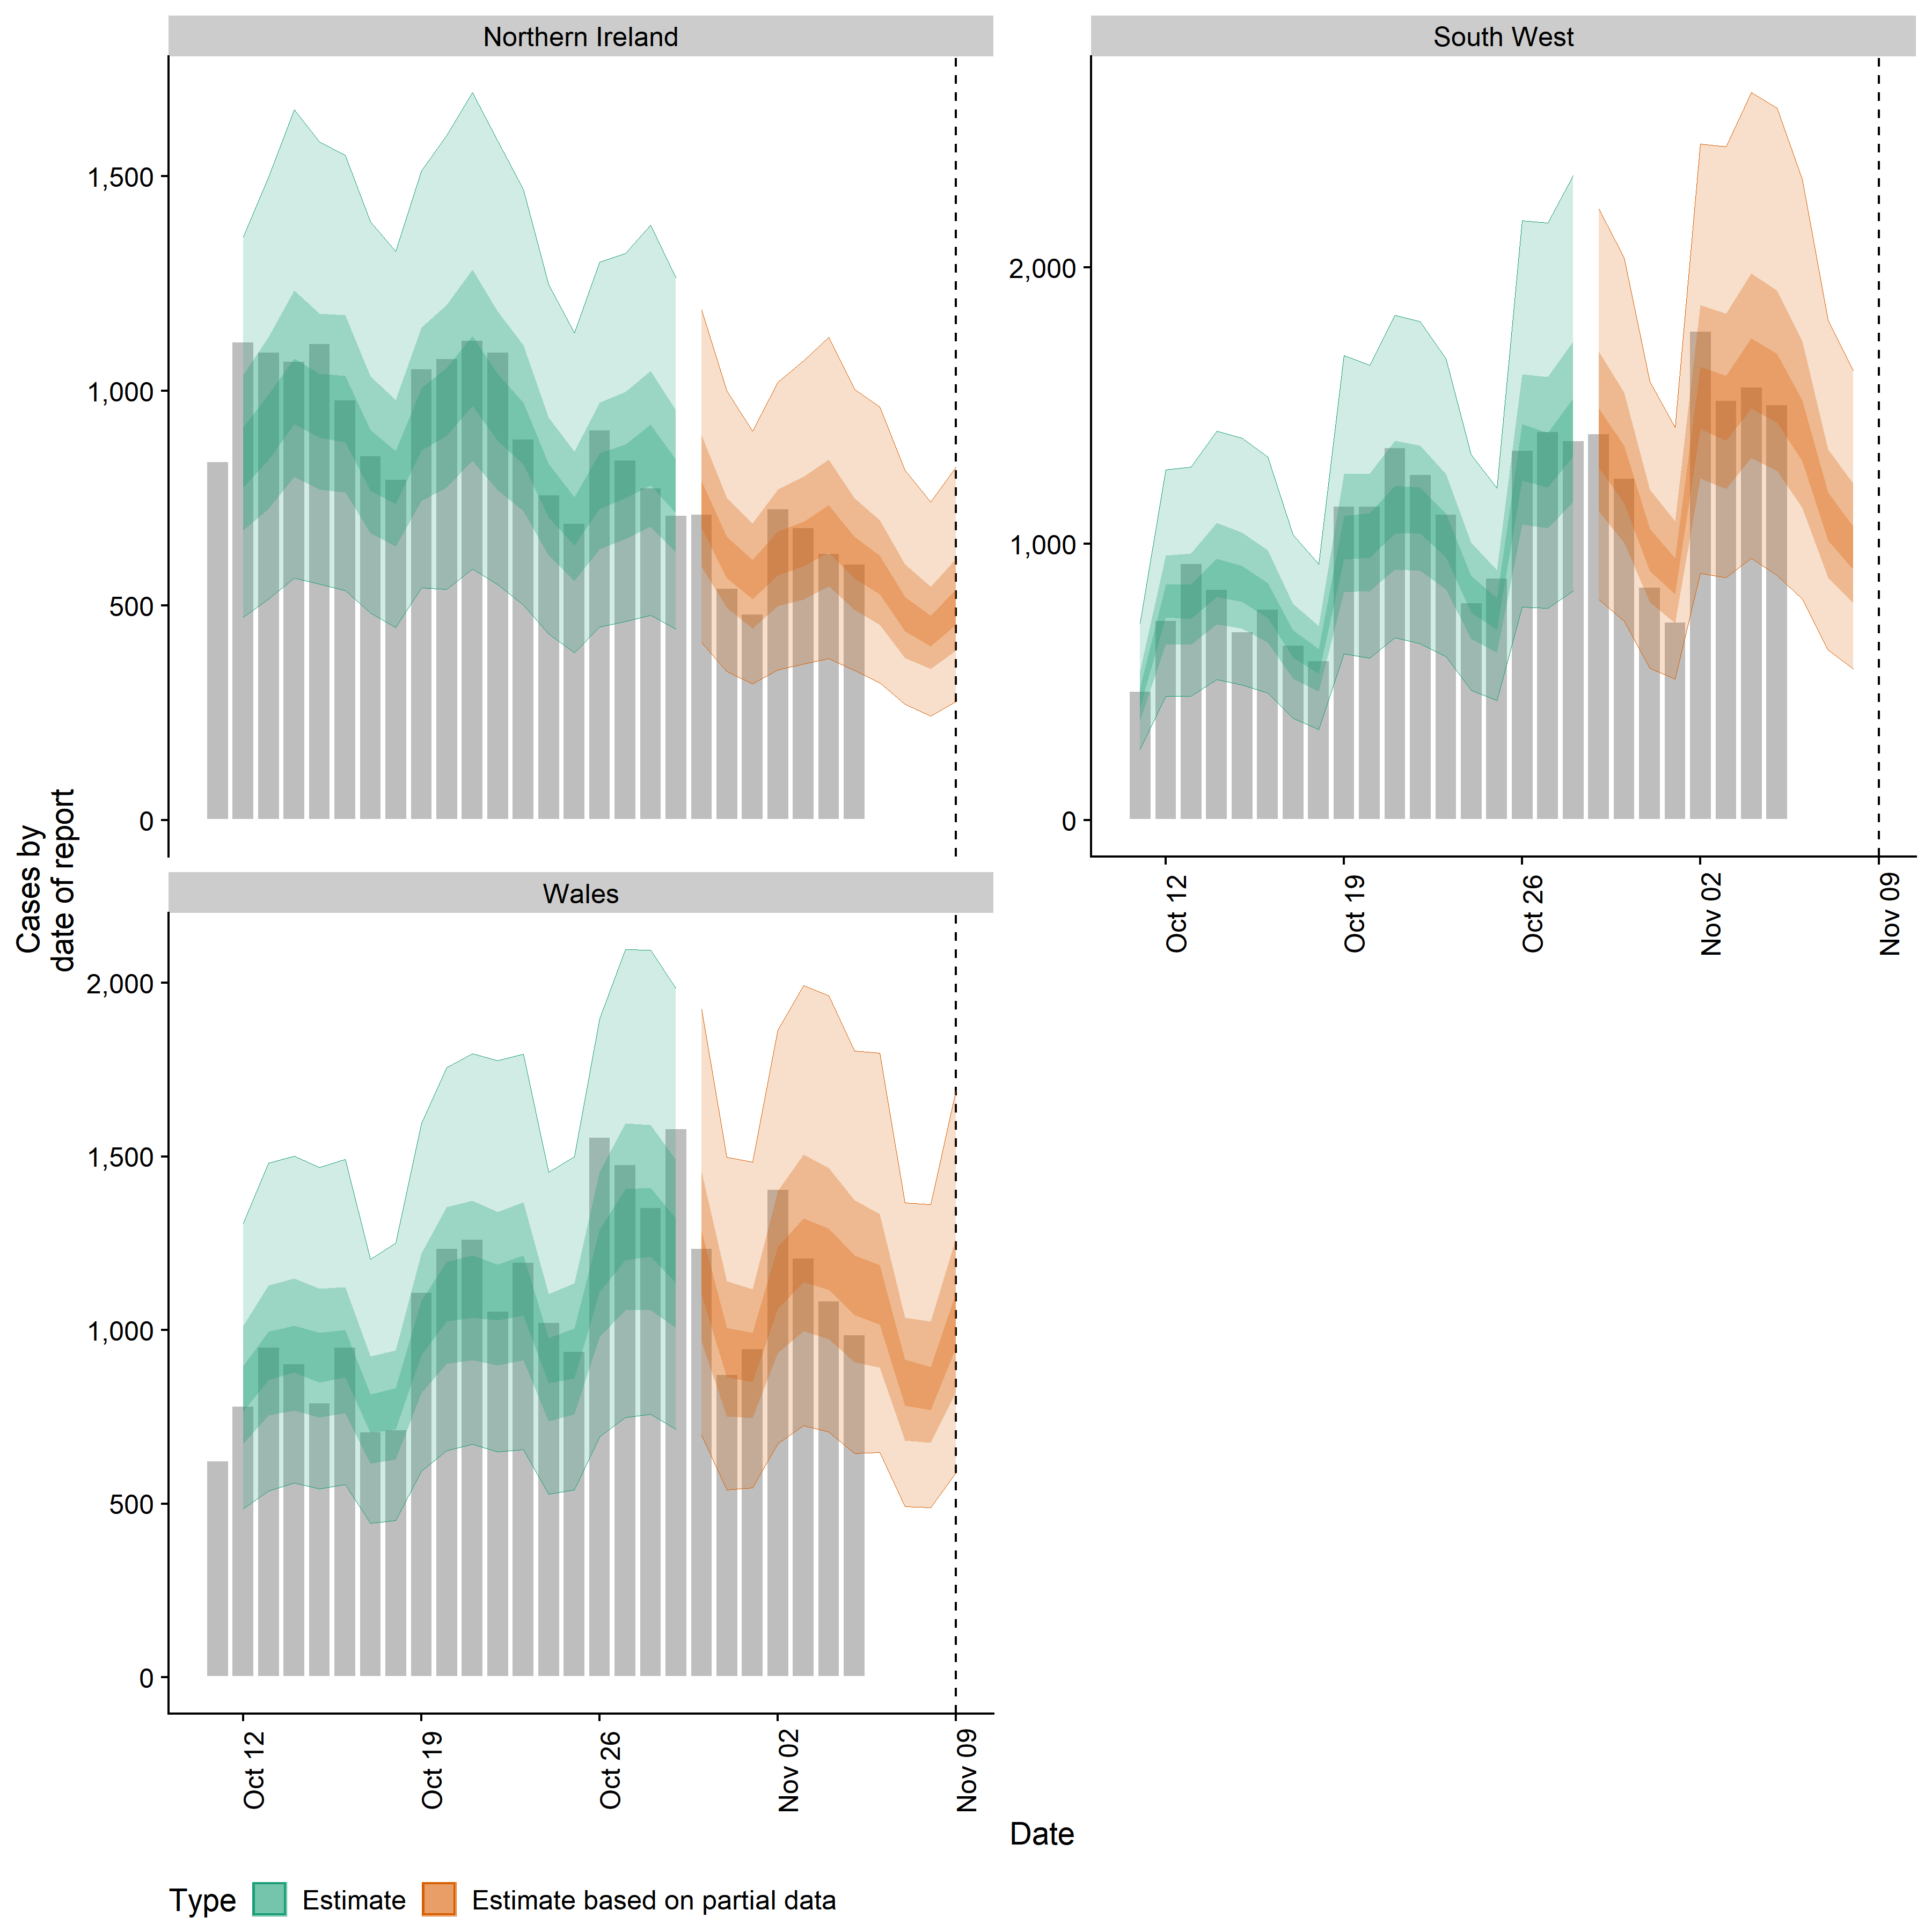 Northern Ireland
South West
1,500
1,000
500
0
2,000
1,000
0
Oct 12
Oct 19
Oct 26
Nov 02
Nov 09
Cases by
date of report
Wales
2,000
1,500
1,000
500
0
Oct 12
Oct 19
Oct 26
Nov 02
Nov 09
Date
Type Estimate Estimate based on partial data